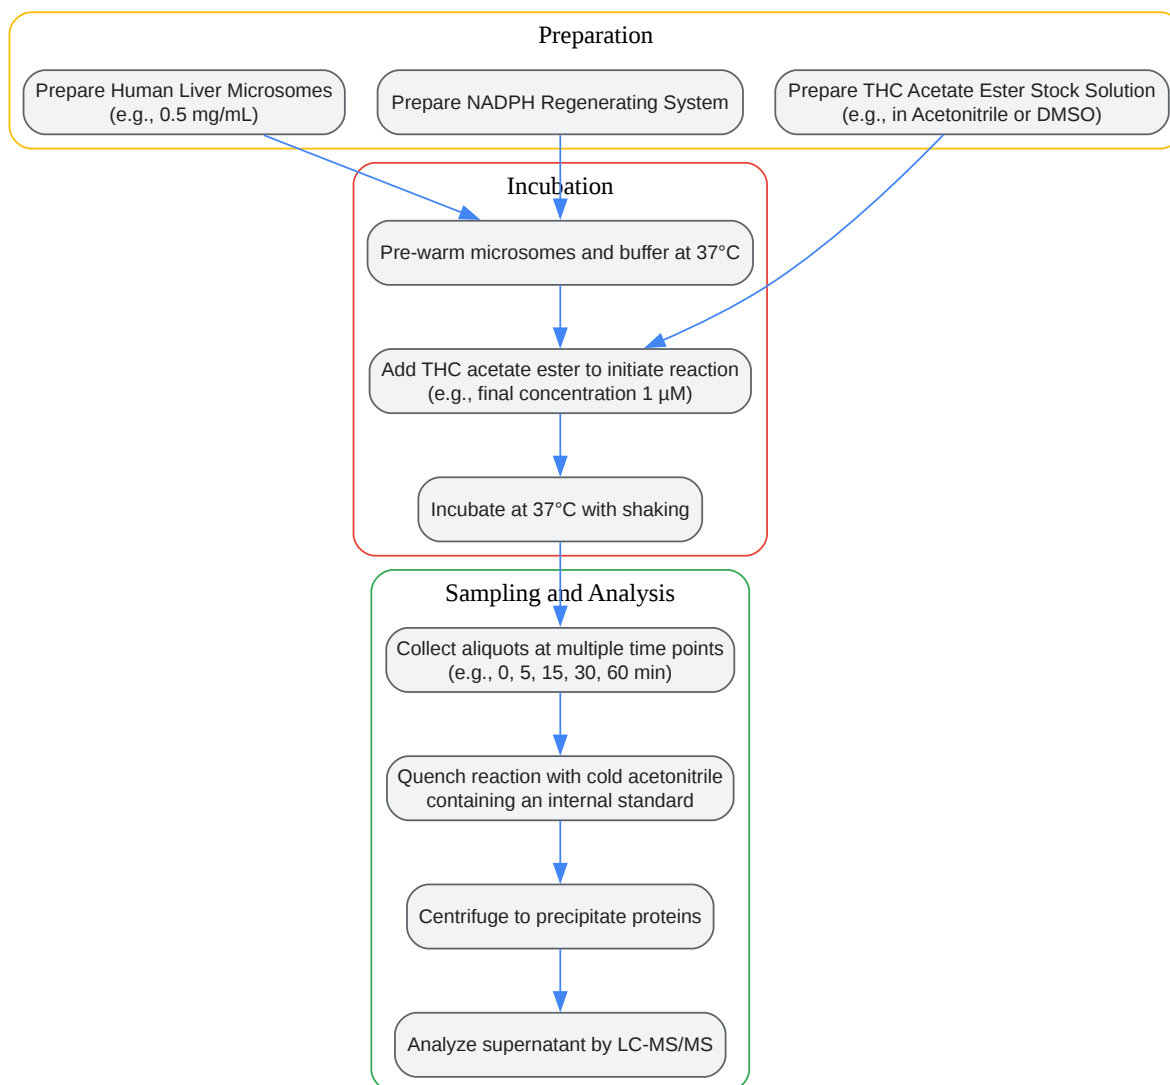 Preparation
Prepare Human Liver Microsomes
(e.g., 0.5 mg/mL)
Prepare NADPH Regenerating System
Prepare THC Acetate Ester Stock Solution
(e.g., in Acetonitrile or DMSO)
Incubation
Pre-warm microsomes and buffer at 37°C
Add THC acetate ester to initiate reaction
(e.g., final concentration 1 µM)
Incubate at 37°C with shaking
Sampling and Analysis
Collect aliquots at multiple time points
(e.g., 0, 5, 15, 30, 60 min)
Quench reaction with cold acetonitrile
containing an internal standard
Centrifuge to precipitate proteins
Analyze supernatant by LC-MS/MS